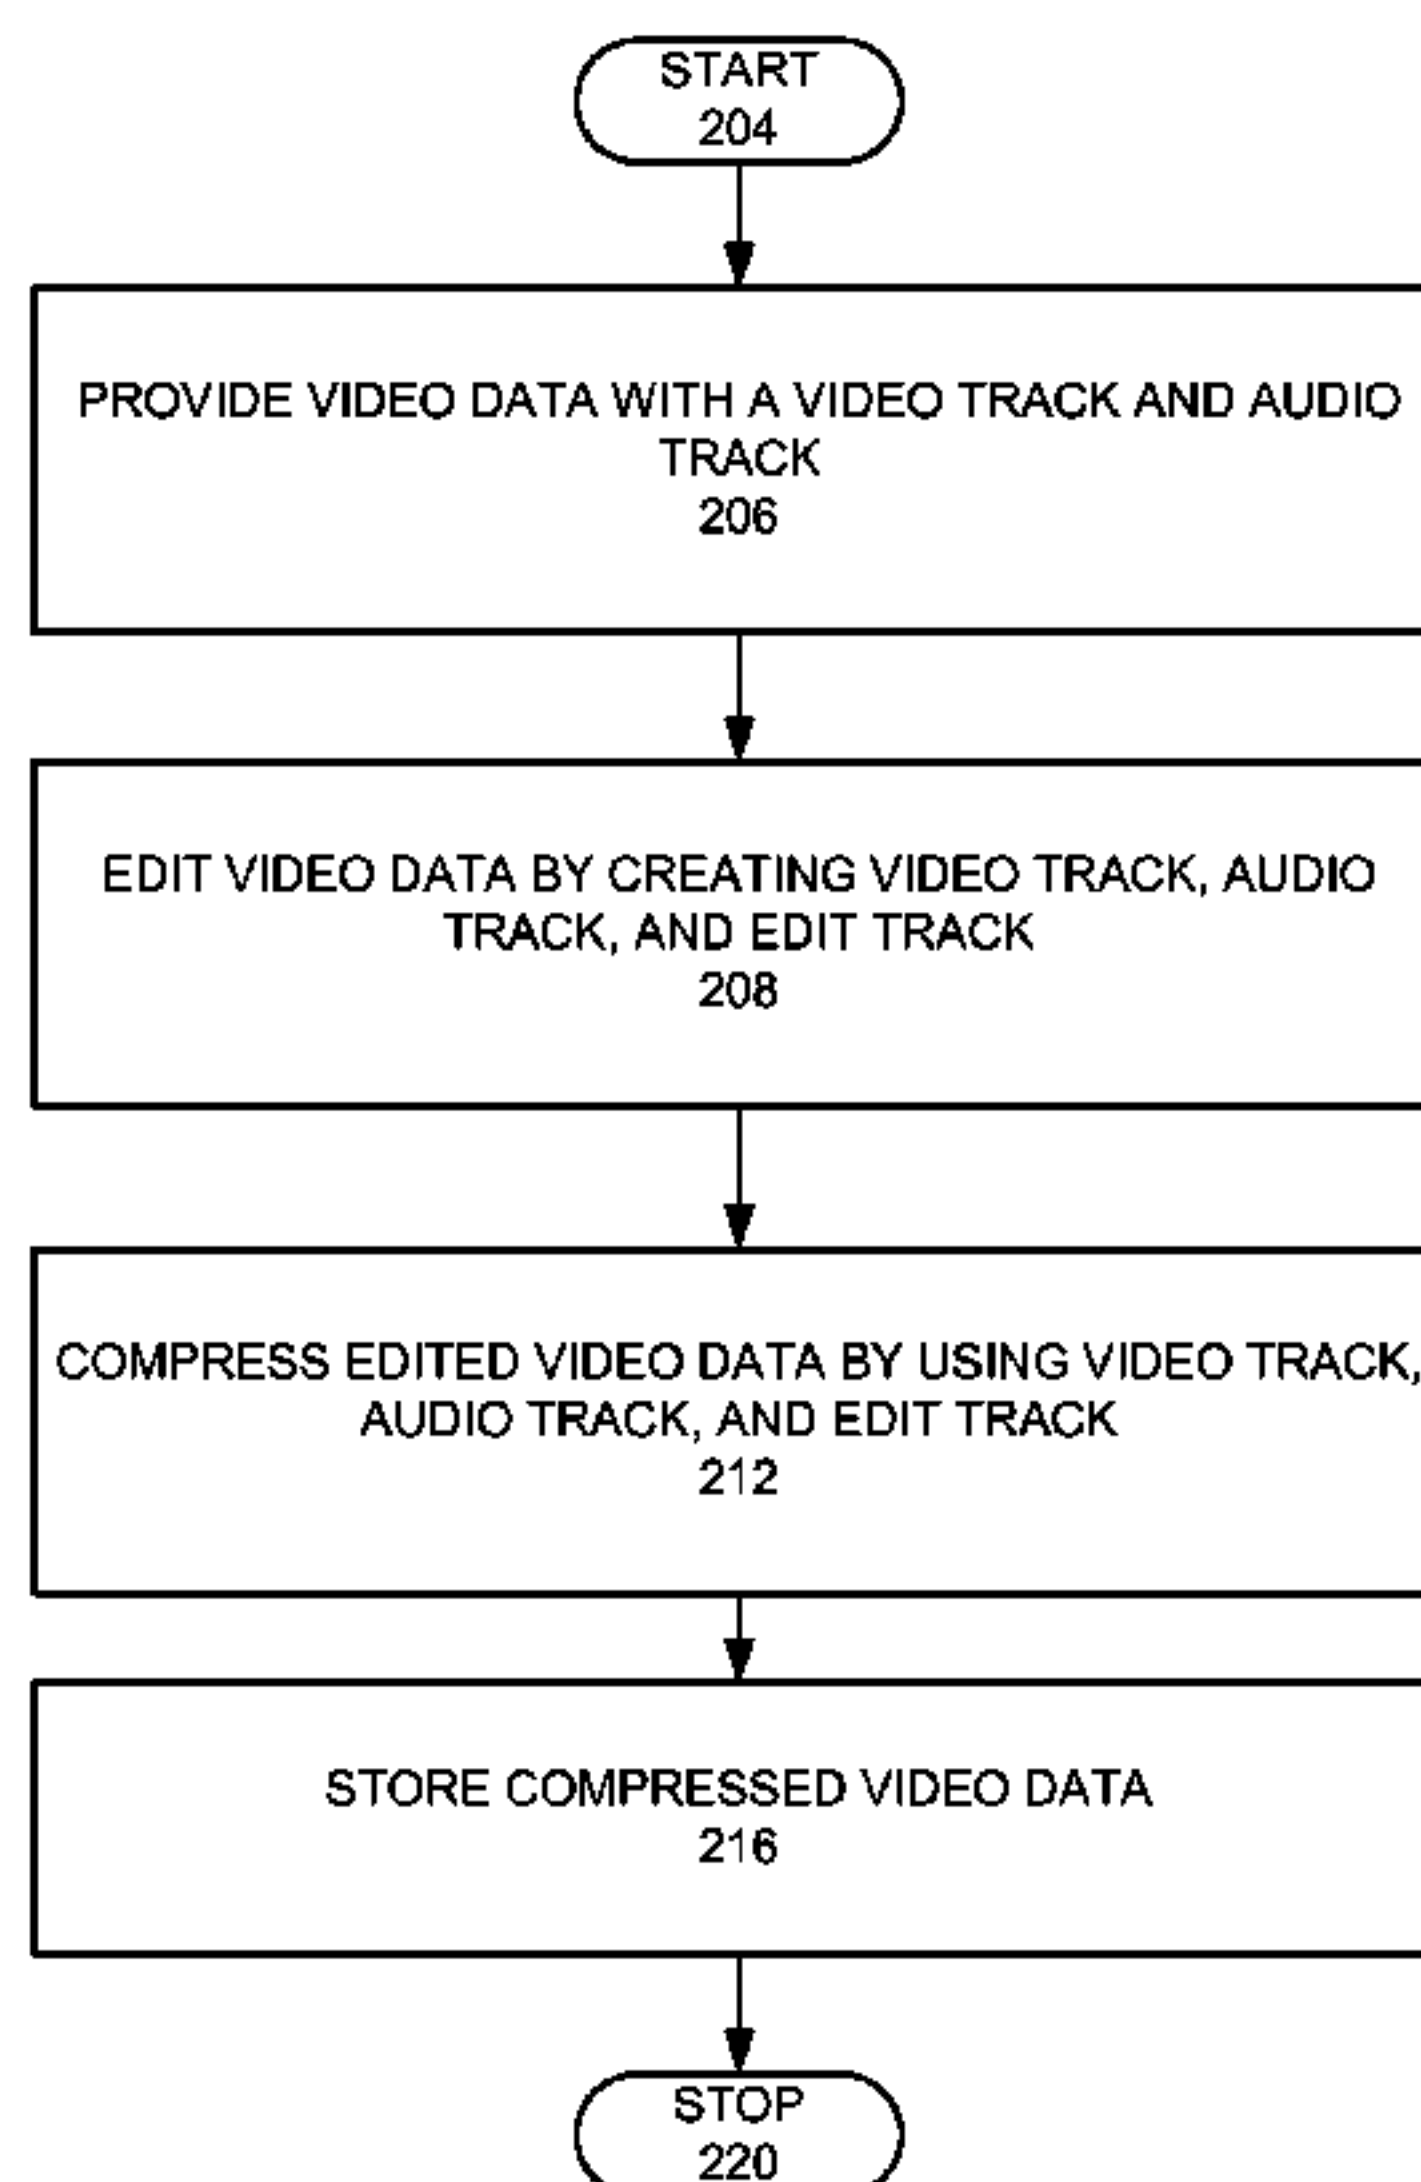 START
204
PROVIDE VIDEO DATA WITH A VIDEO TRACK AND AUDIO
TRACK
206
EDIT VIDEO DATA BY CREATING VIDEO TRACK, AUDIO
TRACK, AND EDIT TRACK
208
COMPRESS EDITED VIDEO DATA BY USING VIDEO TRACK,
AUDIO TRACK, AND EDIT TRACK
212
STORE COMPRESSED VIDEO DATA
216
STOP
220